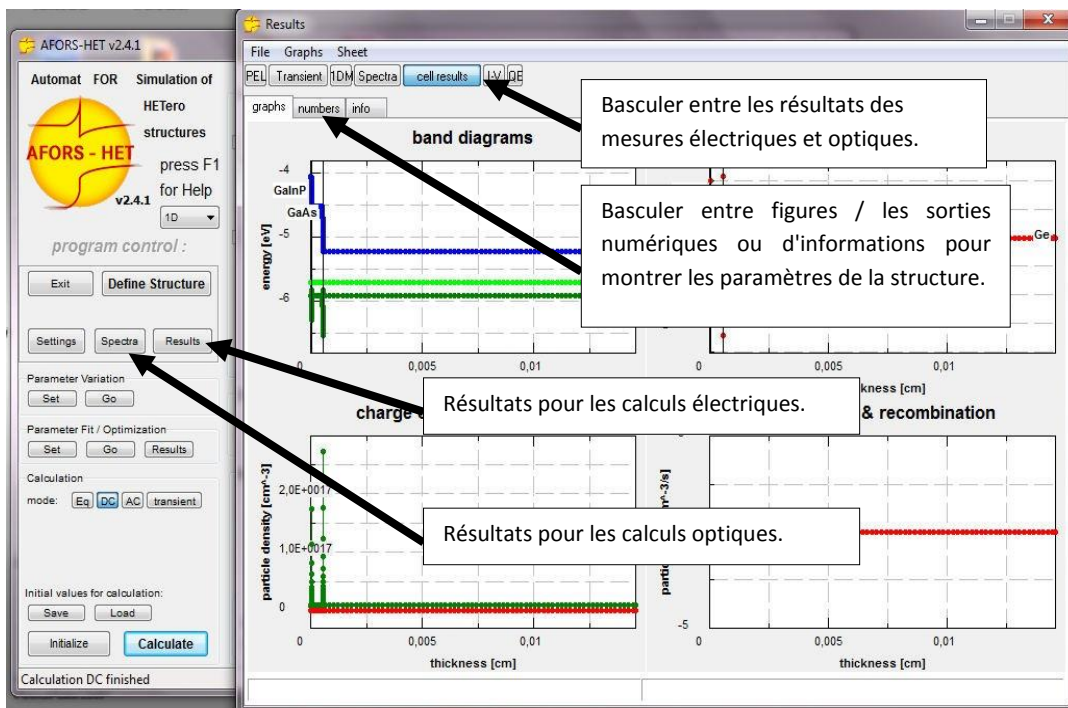 AFORS-HET v2.4.1
Automat FOR Simulation of
HETero
structures
AFORS - HET
press F1
for Help
v2.4.1
1D
program control :
Exit
Define Structure
Settings
Spectra
Results
Parameter Variation
Set
Go
Parameter Fit / Optimization
Set
Go
Results
Calculation
mode:
Eq
DC
AC
transient
Initial values for calculation:
Save
Load
Initialize
Calculate
Calculation DC finished
Results
File Graphs Sheet
PEL
Transient
1DM
Spectra
cell results
I-V
QE
graphs
numbers
info
Basculer entre les résultats des
mesures électriques et optiques.
Basculer entre figures / les sorties
numériques ou d'informations pour
montrer les paramètres de la structure.
band diagrams
energy [eV]
-4
GaInP
GaAs
-5
-6
0
0,005
0,01
Ge
0
0,005
0,01
kness [cm]
Résultats pour les calculs électriques.
charge
& recombination
particle density [cm^-3]
2,0E+0017
1,0E+0017
0
Résultats pour les calculs optiques.
0
0,005
0,01
thickness [cm]
m^-3/s]
-5
0
0,005
0,01
thickness [cm]